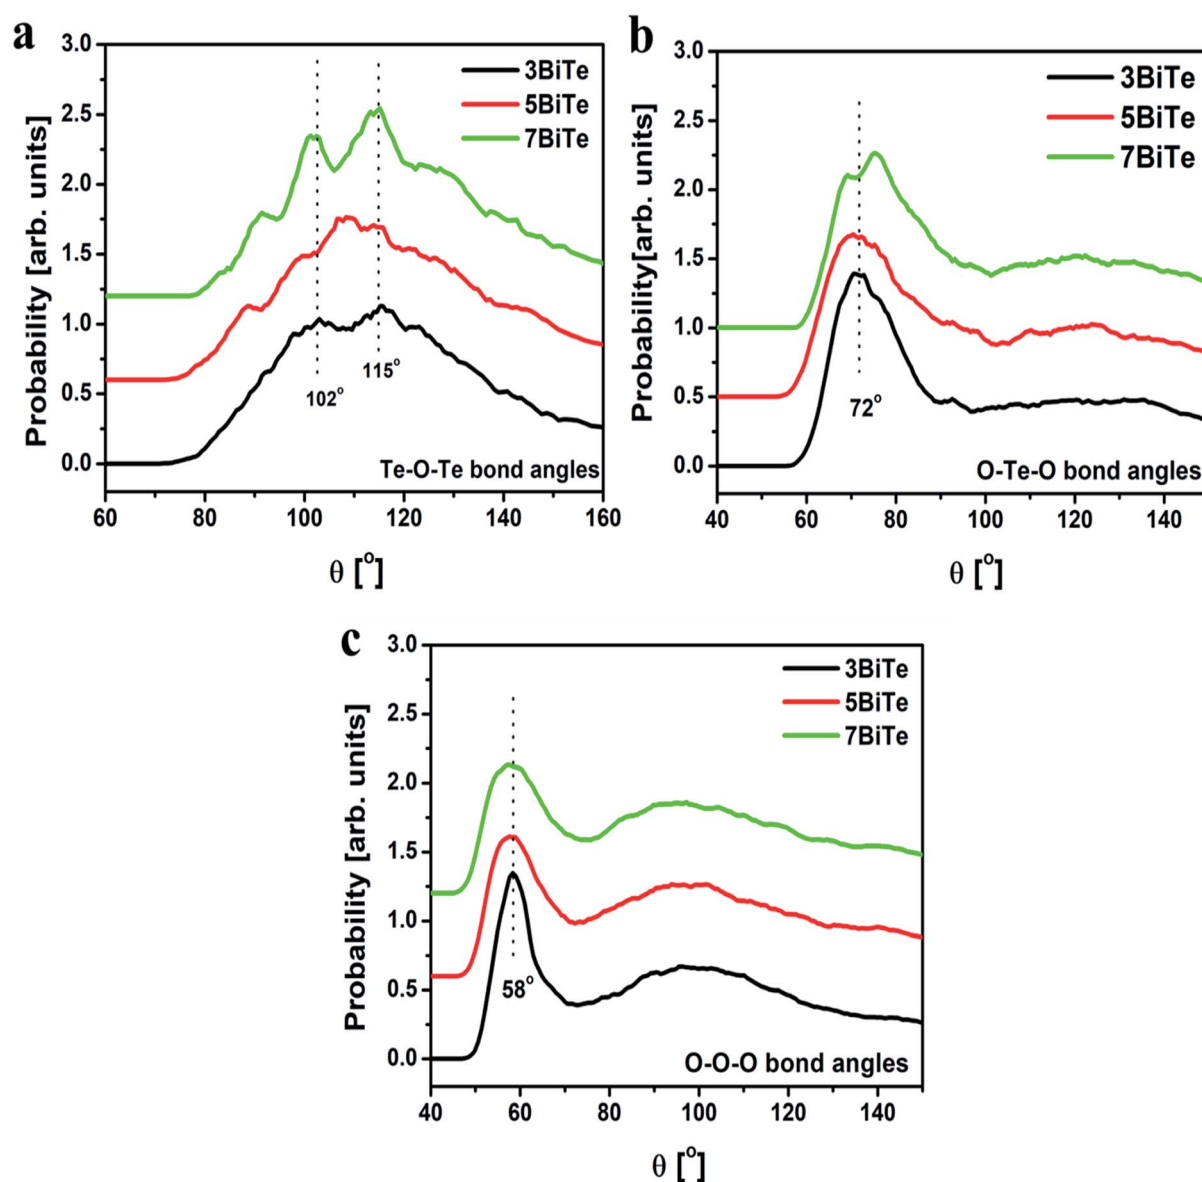 a
3.0
2.5
2.0
1.5
1.0
0.5
0.0
Probability [arb. units]
3BiTe
5BiTe
7BiTe
102°
115°
Te-O-Te bond angles
60 80 100 120 140 160
θ [°]
b
3.0
2.5
2.0
1.5
1.0
0.5
0.0
Probability[arb. units]
3BiTe
5BiTe
7BiTe
72°
O-Te-O bond angles
40 60 80 100 120 140
θ [°]
c
3.0
2.5
2.0
1.5
1.0
0.5
0.0
Probability [arb. units]
3BiTe
5BiTe
7BiTe
58°
O-O-O bond angles
40 60 80 100 120 140
θ [°]